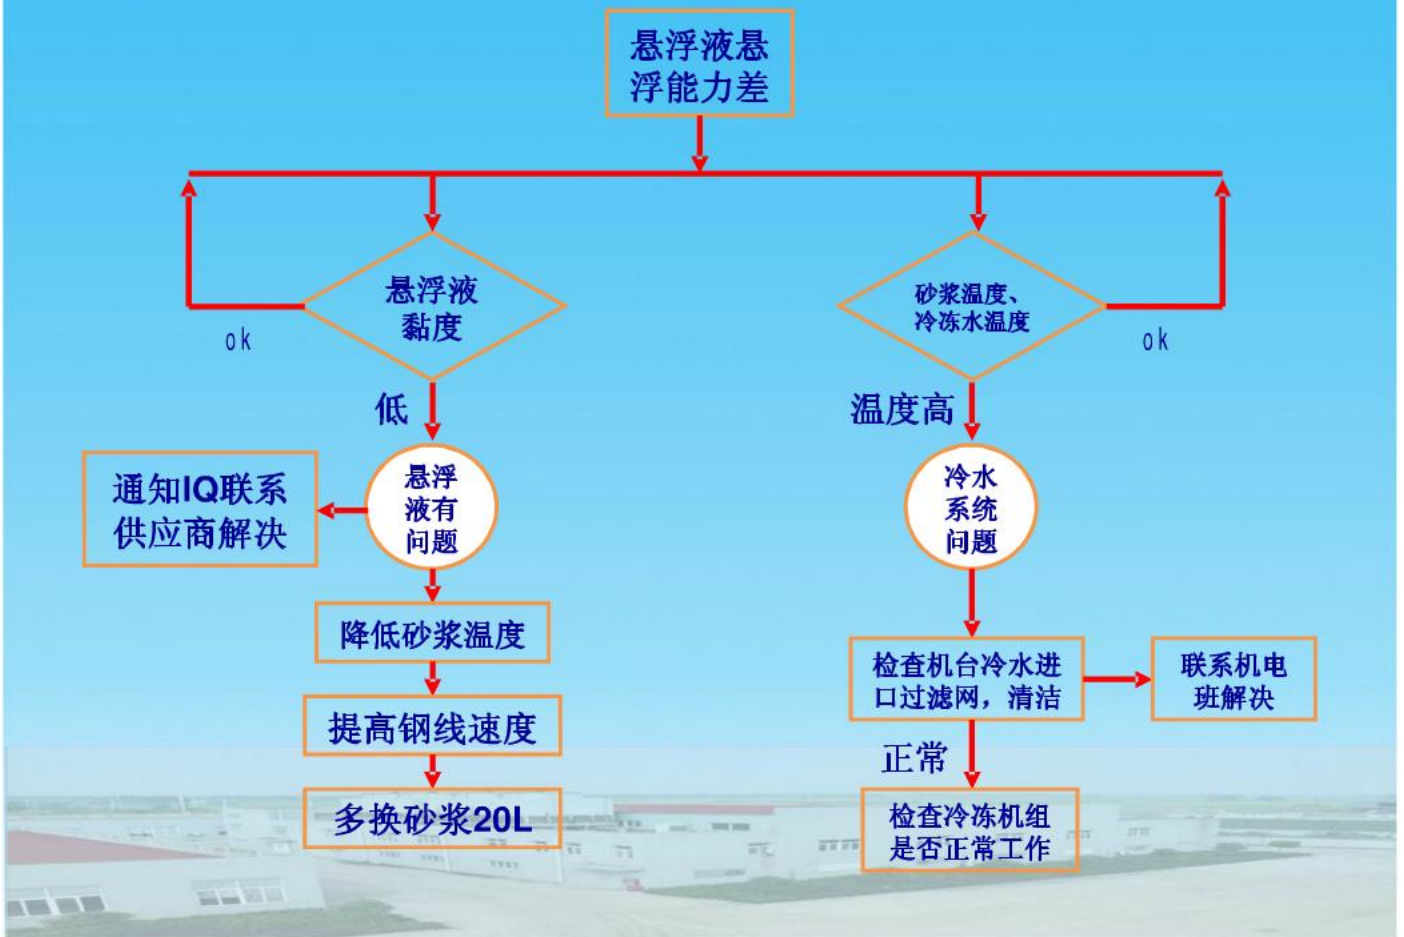 悬浮液悬
浮能力差
悬浮液
黏度
砂浆温度、
冷冻水温度
ok
ok
低
温度高
通知IQ联系
供应商解决
悬浮
液有
问题
冷水
系统
问题
降低砂浆温度
检查机台冷水进
口过滤网，清洁
联系机电
班解决
提高钢线速度
正常
多换砂浆20L
检查冷冻机组
是否正常工作